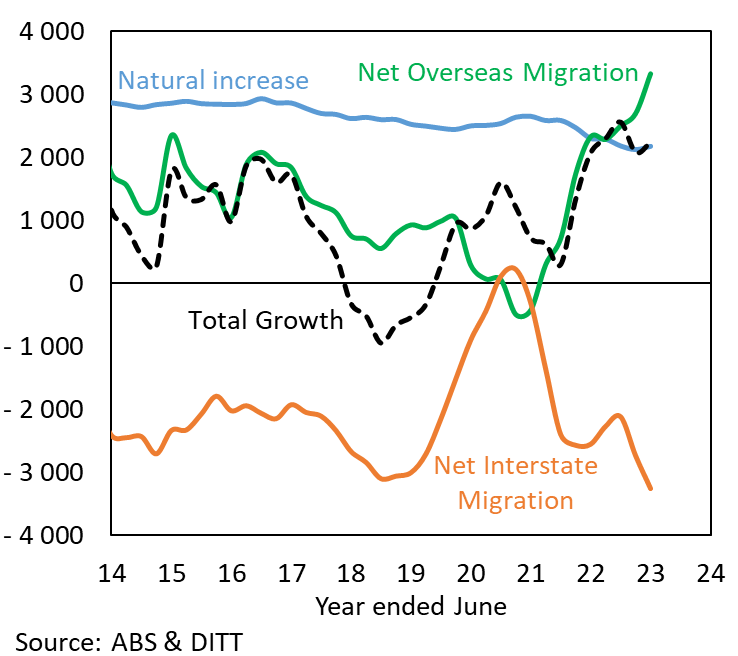 4 000
3 000
2 000
1 000
0
- 1 000
- 2 000
- 3 000
- 4 000
Natural increase
Net Overseas Migration
Total Growth
Net Interstate
Migration
14 15 16 17 18 19 20 21 22 23 24
Year ended June
Source: ABS & DITT